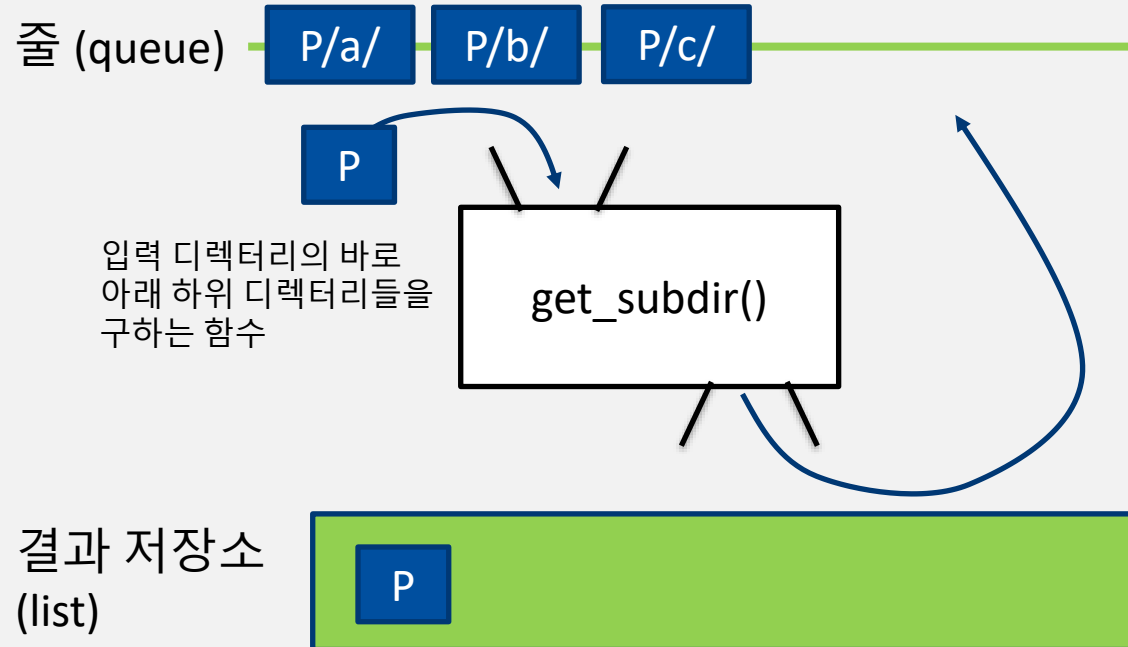 줄 (queue)
P/a/
P/b/
P/c/
P
입력 디렉터리의 바로
아래 하위 디렉터리들을
구하는 함수
get_subdir()
결과 저장소
(list)
P